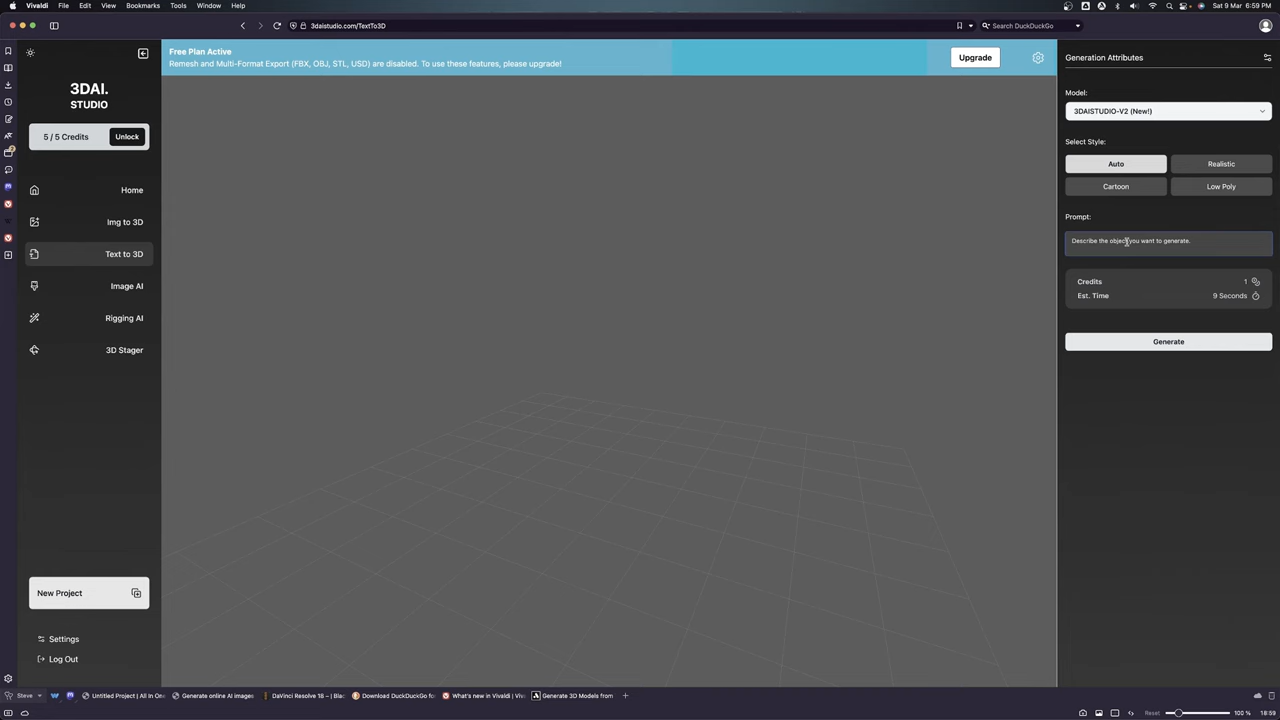 Vivaldi File Edit View Bookmarks Tools Window Help
Sat 9 Mar 6:59 PM
3daistudio.com/TextTo3D
Search DuckDuckGo
3DAI.
STUDIO
5 / 5 Credits
Unlock
Home
Img to 3D
Text to 3D
Image AI
Rigging AI
3D Stager
New Project
Settings
Log Out
Free Plan Active
Remesh and Multi-Format Export (FBX, OBJ, STL, USD) are disabled. To use these features, please upgrade!
Upgrade
Generation Attributes
Model:
3DAISTUDIO-V2 (New!)
Select Style:
Auto
Realistic
Cartoon
Low Poly
Prompt:
Describe the object you want to generate.
Credits 1
Est. Time 9 Seconds
Generate
Steve
Untitled Project | All In One
Generate online AI Images
DaVinci Resolve 18 – | Blac
Download DuckDuckGo fo
What's new in Vivaldi | Viv
Generate 3D Models from
Reset 100 % 18:59